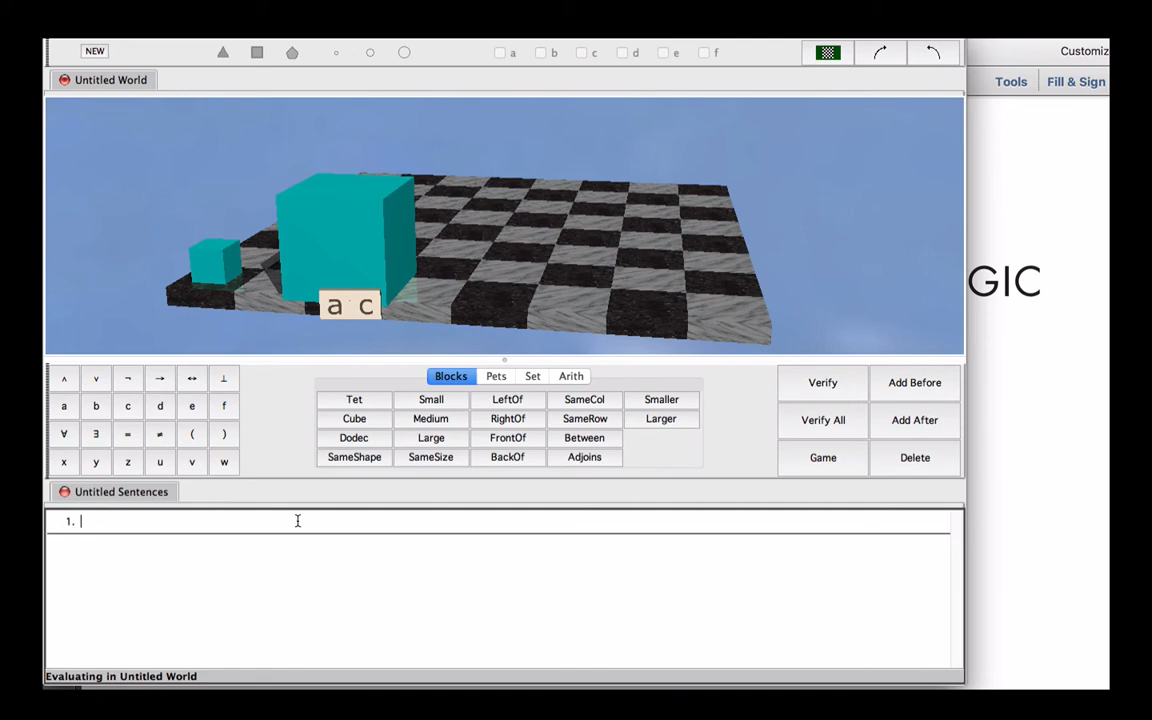 NEW a b c d e f
Customiz
Untitled World
Tools Fill & Sign
GIC
a c
∧ ∨ ¬ → ↔ ⊥
a b c d e f
∀ ∃ = ≠ ( )
x y z u v w
Blocks Pets Set Arith
Tet Small LeftOf SameCol Smaller
Cube Medium RightOf SameRow Larger
Dodec Large FrontOf Between
SameShape SameSize BackOf Adjoins
Verify Add Before
Verify All Add After
Game Delete
Untitled Sentences
1.
Evaluating in Untitled World